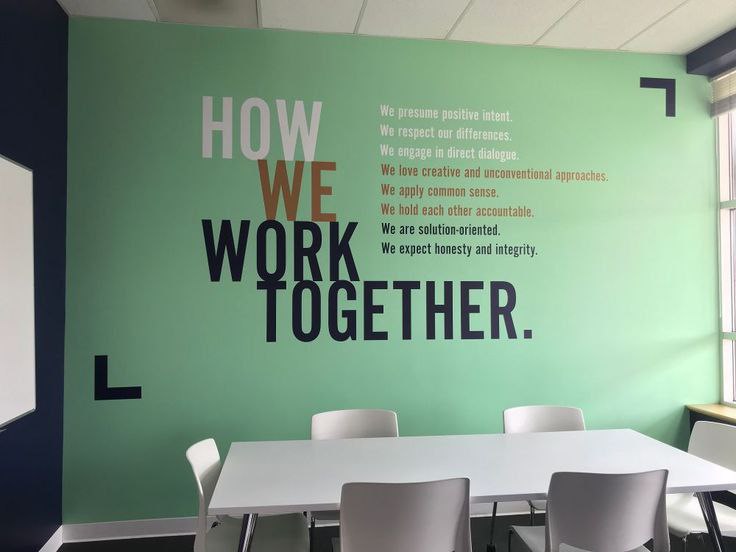 HOW
WE
WORK
TOGETHER.
We presume positive intent.
We respect our differences.
We engage in direct dialogue.
We love creative and unconventional approaches.
We apply common sense.
We hold each other accountable.
We are solution-oriented.
We expect honesty and integrity.